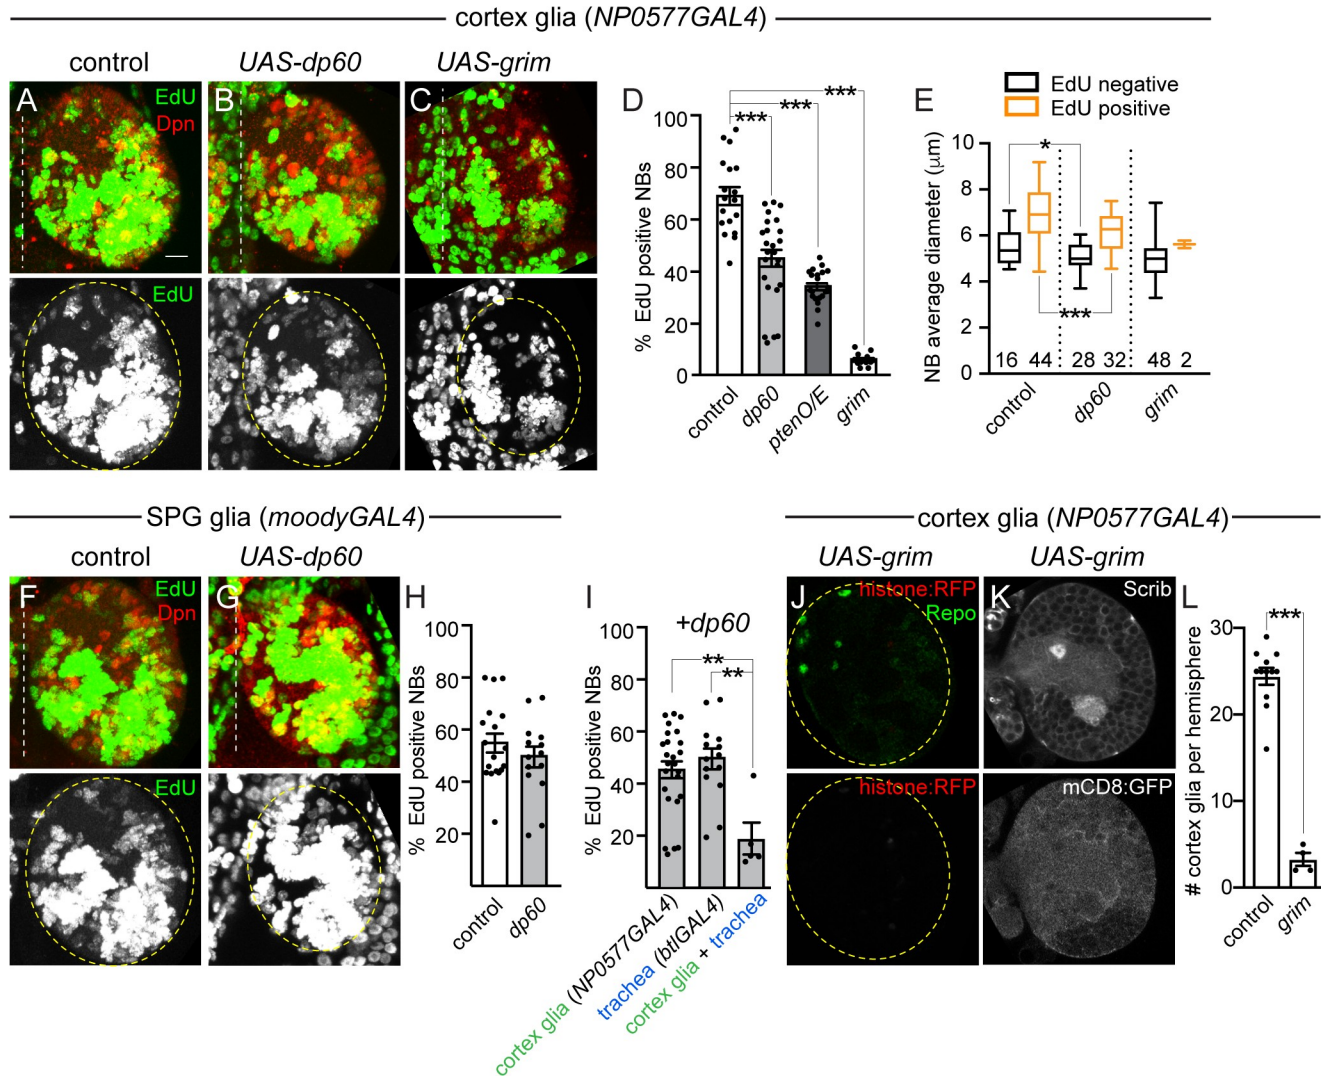 cortex glia (NP0577GAL4)
control
UAS-dp60
UAS-grim
A
EdU
Dpn
B
C
EdU
D
% EdU positive NBs
100
80
60
40
20
0
***
***
***
control
dp60
ptenO/E
grim
E
EdU negative
EdU positive
NB average diameter (μm)
10
8
6
4
2
0
*
***
16
44
28
32
48
2
control
dp60
grim
SPG glia (moodyGAL4)
control
UAS-dp60
F
EdU
Dpn
G
EdU
H
% EdU positive NBs
100
80
60
40
20
control
dp60
I
+dp60
% EdU positive NBs
100
80
60
40
20
**
**
cortex glia (NP0577GAL4)
trachea (btlGAL4)
cortex glia + trachea
cortex glia (NP0577GAL4)
UAS-grim
UAS-grim
J
histone:RFP
Repo
histone:RFP
K
Scrib
mCD8:GFP
L
# cortex glia per hemisphere
30
20
10
0
***
control
grim